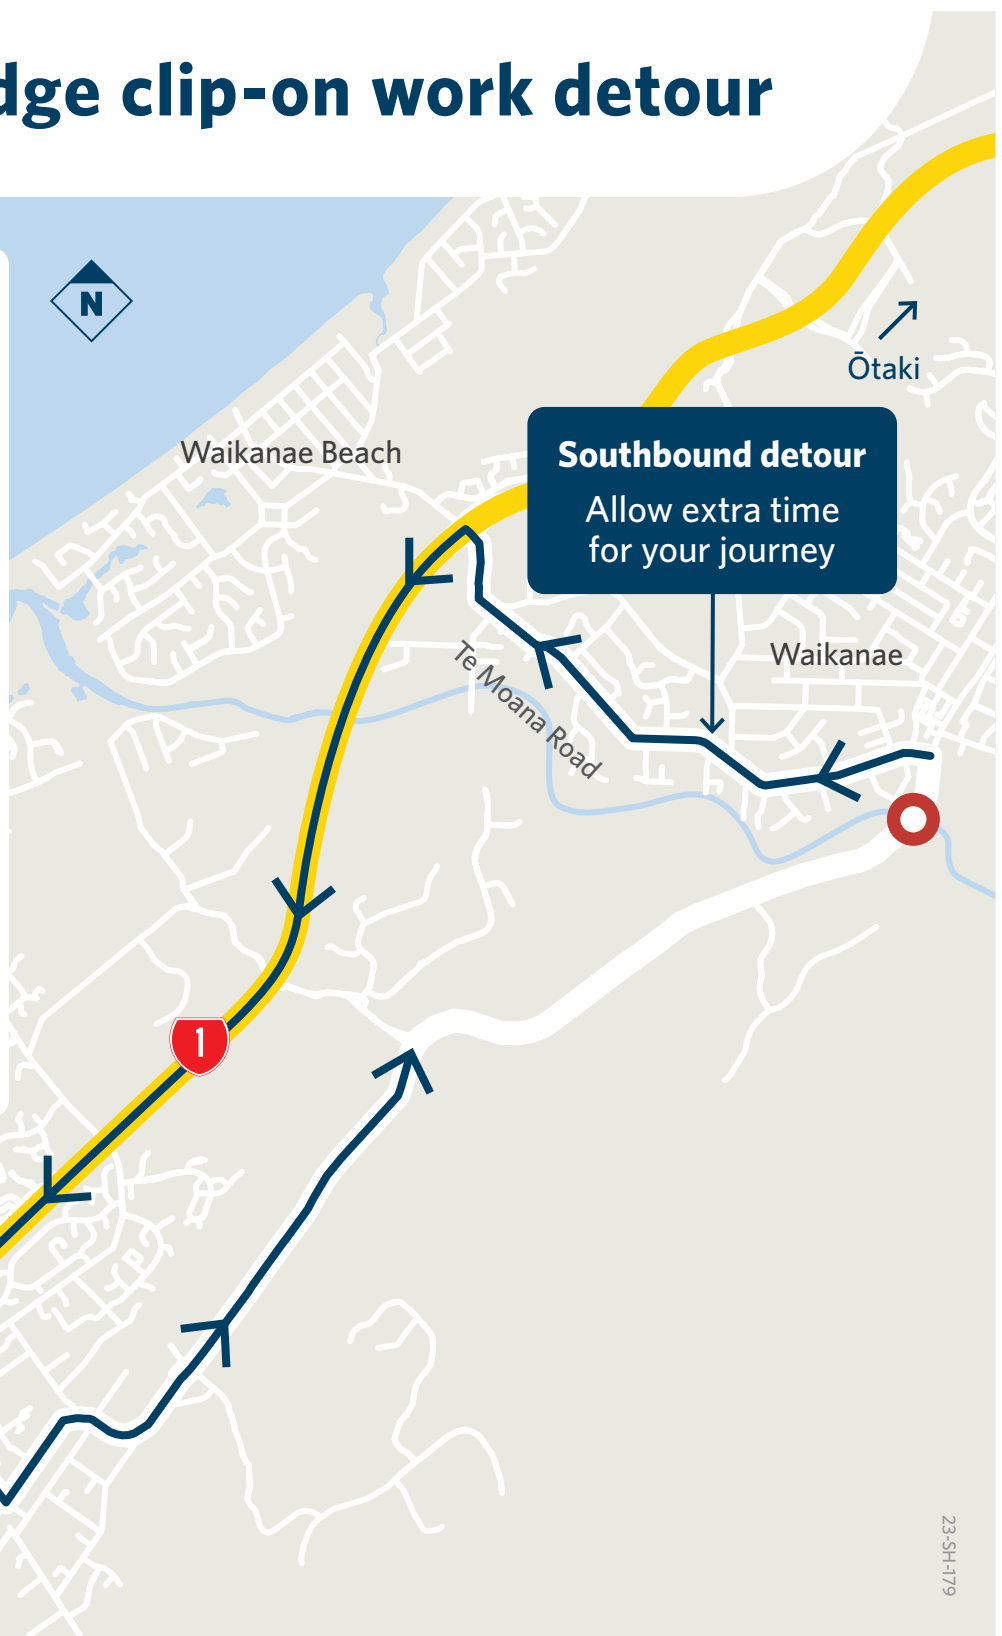 dge clip-on work detour
N
Ōtaki
Waikanae Beach
Southbound detour
Allow extra time
for your journey
Waikanae
Te Moana Road
1
23-SH-179